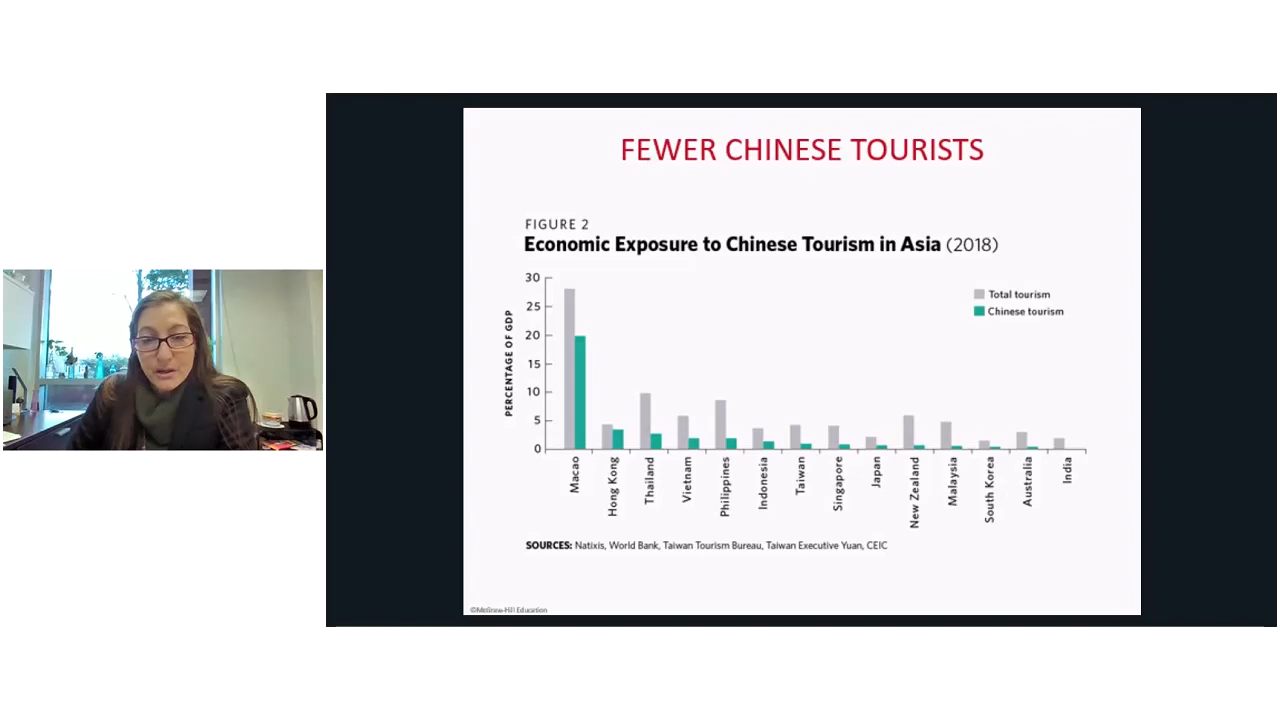 FEWER CHINESE TOURISTS
FIGURE 2
Economic Exposure to Chinese Tourism in Asia (2018)
PERCENTAGE OF GDP
30
25
20
15
10
5
0
Total tourism
Chinese tourism
Macao
Hong Kong
Thailand
Vietnam
Philippines
Indonesia
Taiwan
Singapore
Japan
New Zealand
Malaysia
South Korea
Australia
India
SOURCES: Natixis, World Bank, Taiwan Tourism Bureau, Taiwan Executive Yuan, CEIC
©McGraw-Hill Education